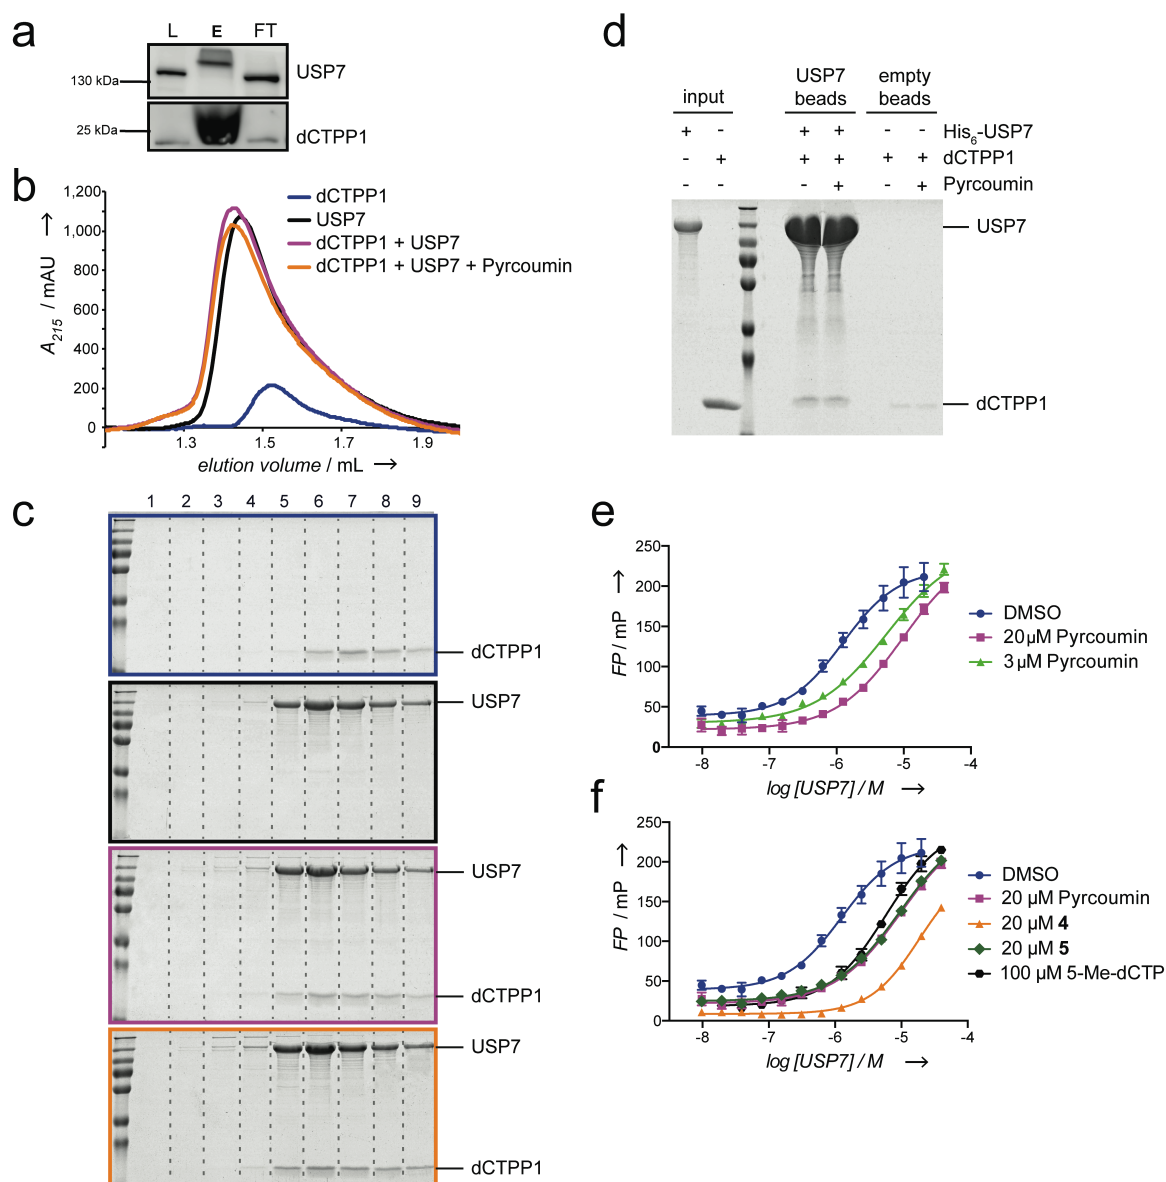 a
L E FT
130 kDa
USP7
25 kDa
dCTPP1
b
1,200
1,000
800
600
400
200
0
A215 / mAU →
1.3 1.5 1.7 1.9
elution volume / mL →
dCTPP1
USP7
dCTPP1 + USP7
dCTPP1 + USP7 + Pyrcoumin
c
1 2 3 4 5 6 7 8 9
dCTPP1
USP7
USP7
dCTPP1
USP7
dCTPP1
d
input
USP7 beads
empty beads
+ - + + - - His6-USP7
- + + + + + dCTPP1
- - - + - + Pyrcoumin
USP7
dCTPP1
e
250
200
150
100
50
0
FP / mP →
-8 -7 -6 -5 -4
log [USP7] / M →
DMSO
20 µM Pyrcoumin
3 µM Pyrcoumin
f
250
200
150
100
50
0
FP / mP →
-8 -7 -6 -5 -4
log [USP7] / M →
DMSO
20 µM Pyrcoumin
20 µM 4
20 µM 5
100 µM 5-Me-dCTP